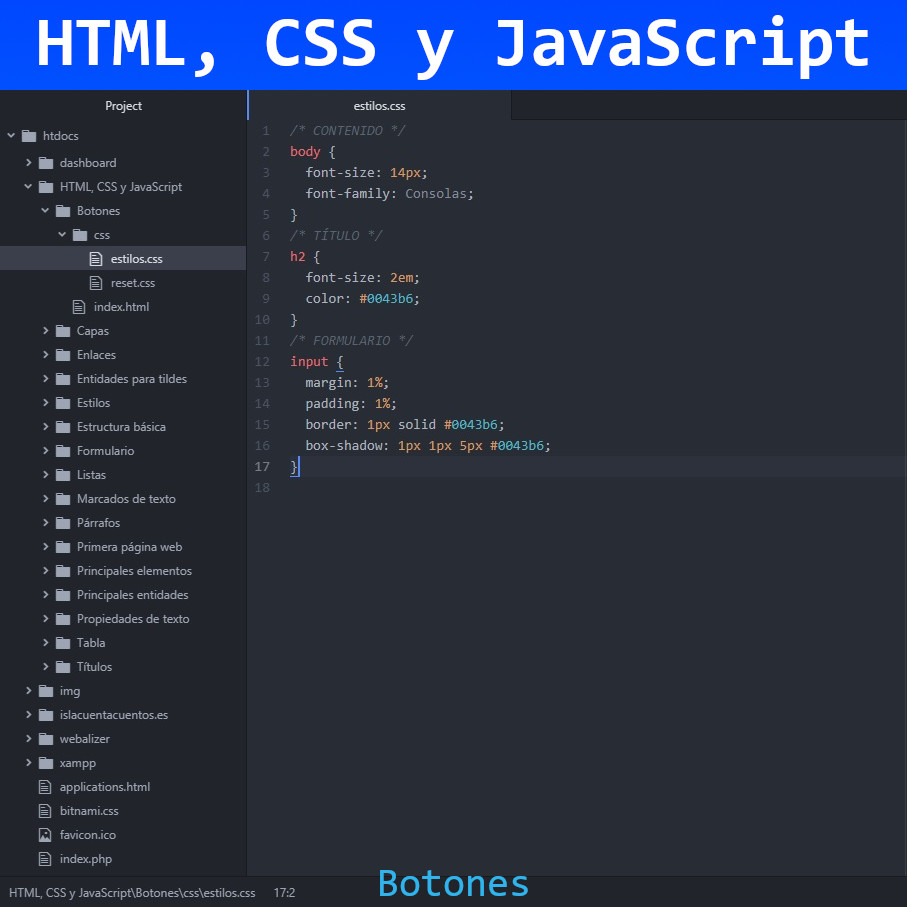 HTML, CSS y JavaScript
Project
htdocs
dashboard
HTML, CSS y JavaScript
Botones
css
estilos.css
reset.css
index.html
Capas
Enlaces
Entidades para tildes
Estilos
Estructura básica
Formulario
Listas
Marcados de texto
Párrafos
Primera página web
Principales elementos
Principales entidades
Propiedades de texto
Tabla
Títulos
img
islacuentacuentos.es
webalizer
xampp
applications.html
bitnami.css
favicon.ico
index.php
estilos.css
1 /* CONTENIDO */
2 body {
3   font-size: 14px;
4   font-family: Consolas;
5 }
6 /* TÍTULO */
7 h2 {
8   font-size: 2em;
9   color: #0043b6;
10 }
11 /* FORMULARIO */
12 input {
13   margin: 1%;
14   padding: 1%;
15   border: 1px solid #0043b6;
16   box-shadow: 1px 1px 5px #0043b6;
17 }
18
HTML, CSS y JavaScript\Botones\css\estilos.css 17:2
Botones